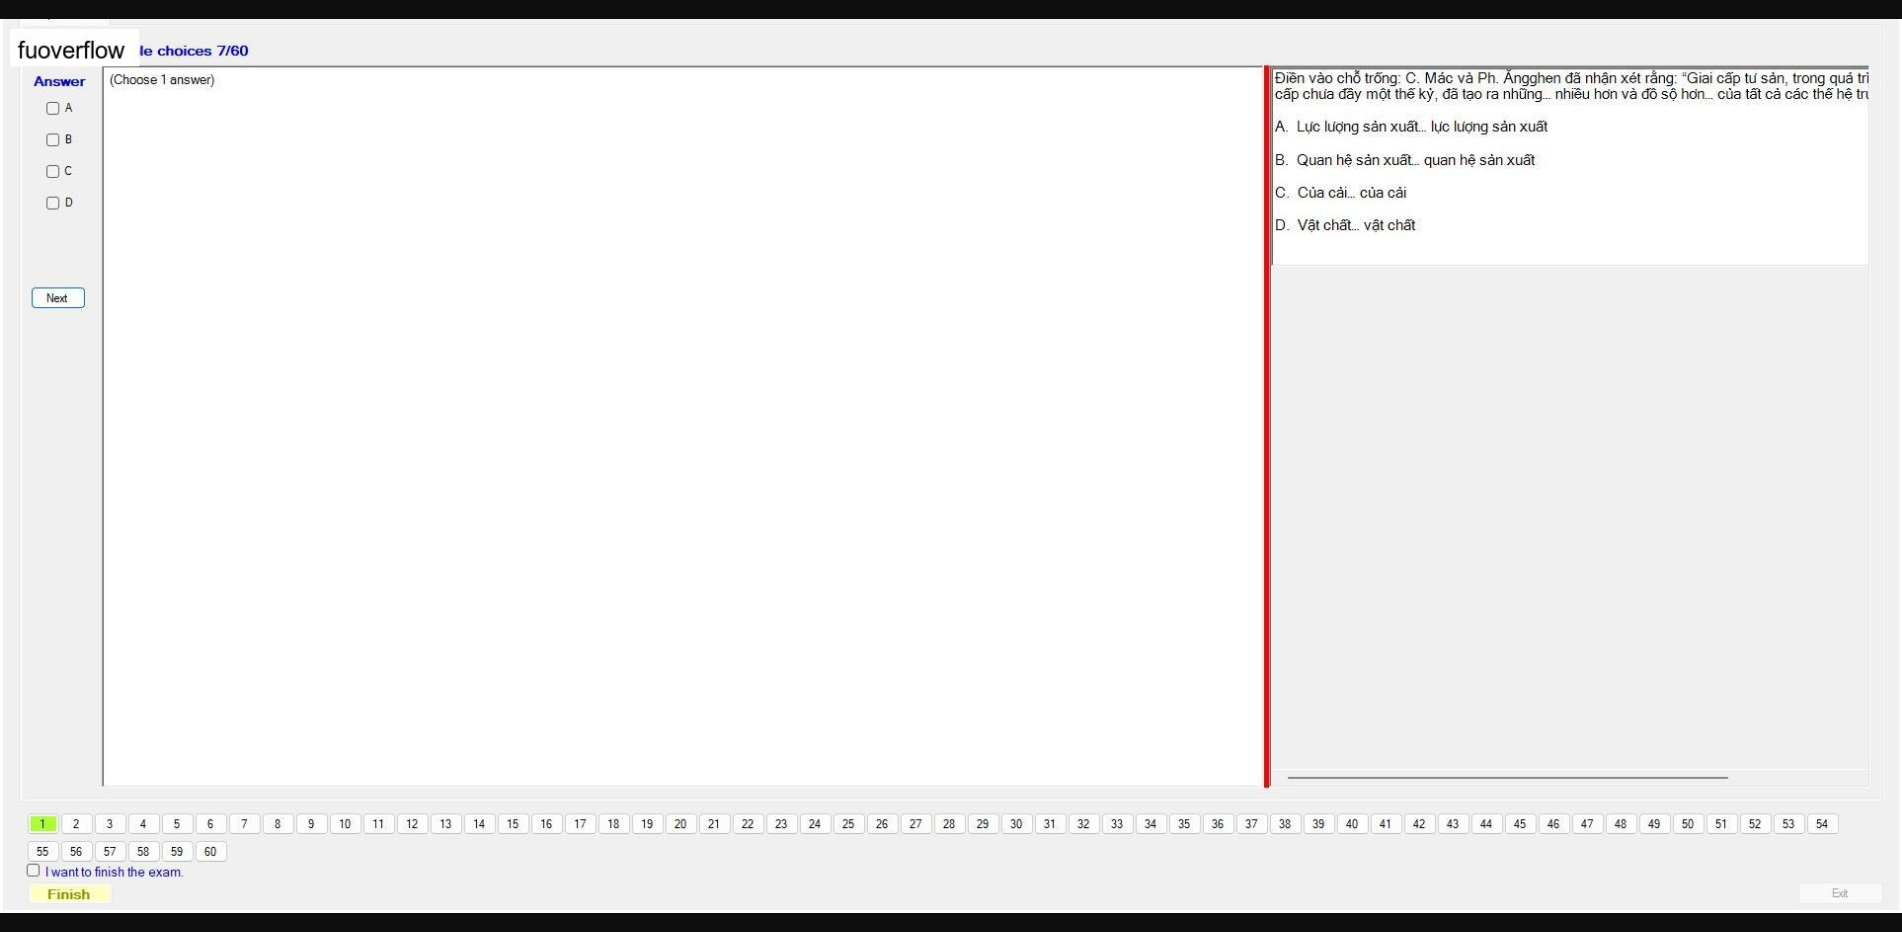 fuoverflow
le choices 7/60
Answer
(Choose 1 answer)
A
B
C
D
Next
Điền vào chỗ trống: C. Mác và Ph. Ăngghen đã nhận xét rằng: “Giai cấp tư sản, trong quá trì
cấp chưa đầy một thế kỷ, đã tạo ra những... nhiều hơn và đồ sộ hơn... của tất cả các thế hệ trư
A. Lực lượng sản xuất... lực lượng sản xuất
B. Quan hệ sản xuất... quan hệ sản xuất
C. Của cải... của cải
D. Vật chất... vật chất
1 2 3 4 5 6 7 8 9 10 11 12 13 14 15 16 17 18 19 20 21 22 23 24 25 26 27 28 29 30 31 32 33 34 35 36 37 38 39 40 41 42 43 44 45 46 47 48 49 50 51 52 53 54
55 56 57 58 59 60
I want to finish the exam.
Finish
Exit